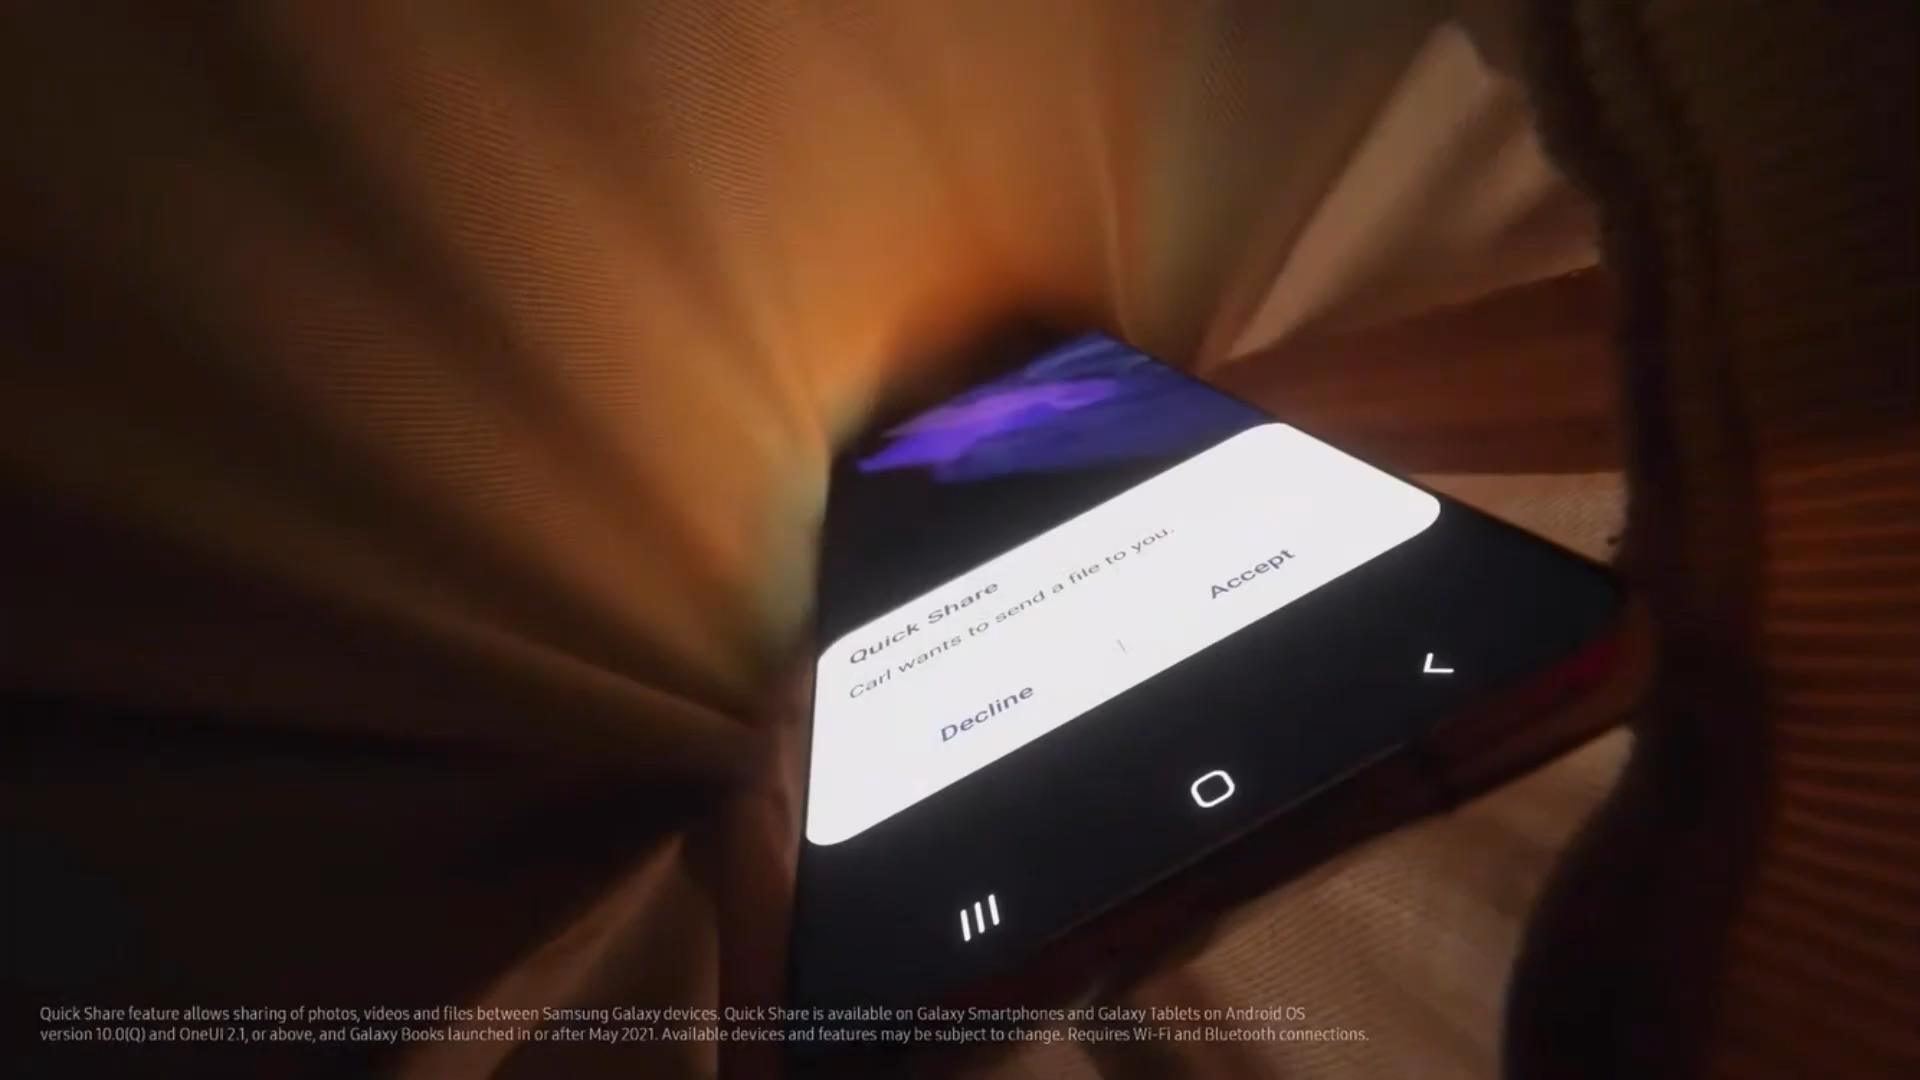 Quick Share
Carl wants to send a file to you.
Decline
Accept
Quick Share feature allows sharing of photos, videos and files between Samsung Galaxy devices. Quick Share is available on Galaxy Smartphones and Galaxy Tablets on Android OS
version 10.0(Q) and OneUI 2.1, or above, and Galaxy Books launched in or after May 2021. Available devices and features may be subject to change. Requires Wi-Fi and Bluetooth connections.